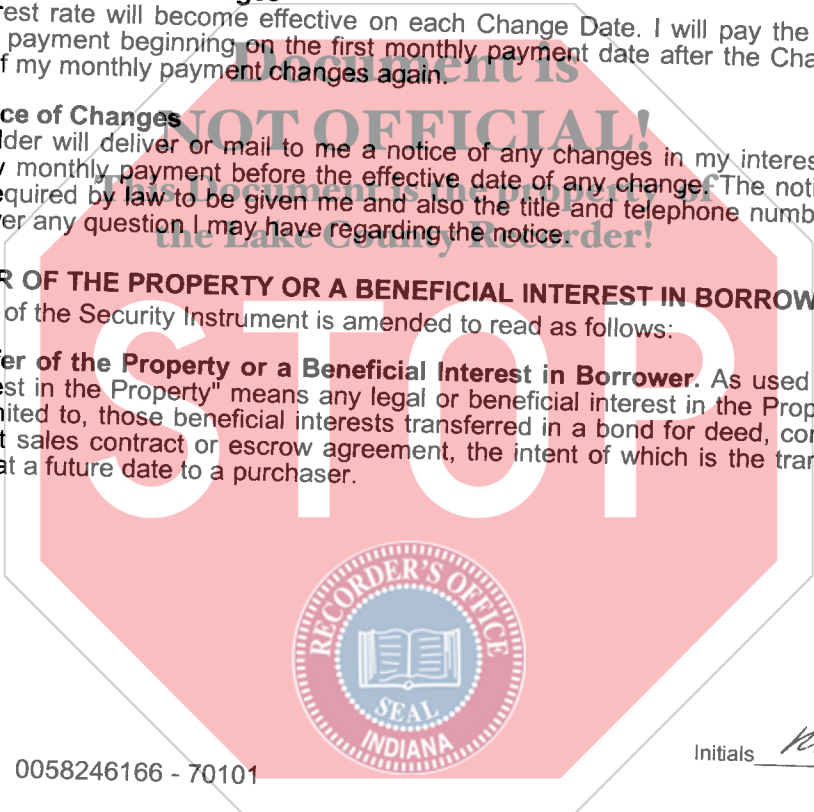 rest rate will become effective on each Change Date. I will pay the
payment beginning on the first monthly payment date after the Cha
f my monthly payment changes again.
Document is
ce of Changes
NOT OFFICIAL!
lder will deliver or mail to me a notice of any changes in my interes
y monthly payment before the effective date of any change. The noti
This Document is the property of
equired by law to be given me and also the title and telephone numb
er any question I may have regarding the notice.
the Lake County Recorder!
R OF THE PROPERTY OR A BENEFICIAL INTEREST IN BORROW
of the Security Instrument is amended to read as follows:
fer of the Property or a Beneficial Interest in Borrower. As used
est in the Property" means any legal or beneficial interest in the Prop
nited to, those beneficial interests transferred in a bond for deed, con
t sales contract or escrow agreement, the intent of which is the tran
at a future date to a purchaser.
STOP
RECORDER'S OFFICE
SEAL
INDIANA
Initials
0058246166 - 70101